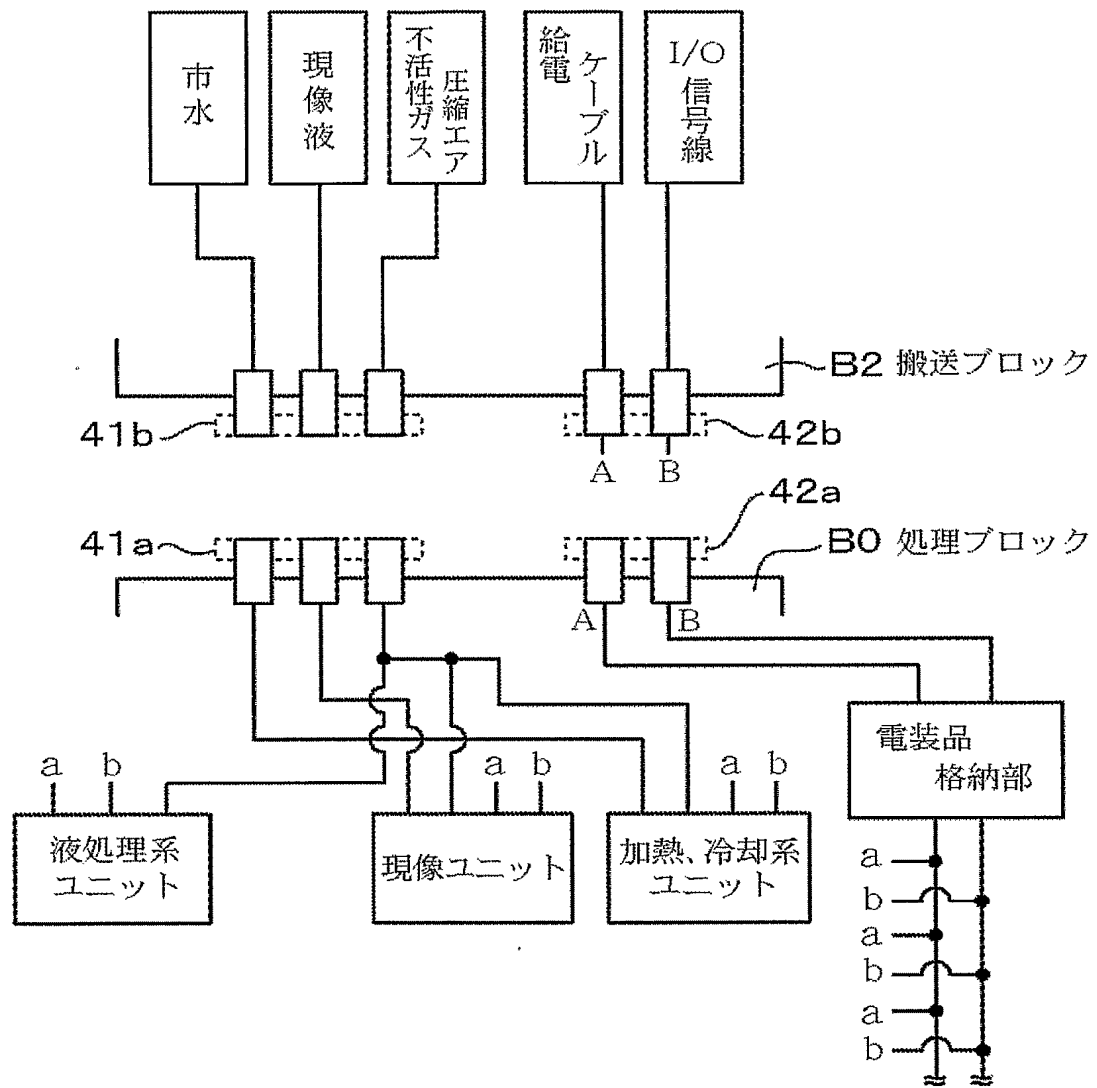 市水
現像液
不活性ガス
圧縮エア
給電
ケーブル
I/O
信号線
B2 搬送ブロック
41b
42b
A
B
42a
41a
B0 処理ブロック
A
B
電装品
格納部
a
b
a
b
a
b
液処理系
ユニット
現像ユニット
加熱、冷却系
ユニット
a
b
a
b
a
b